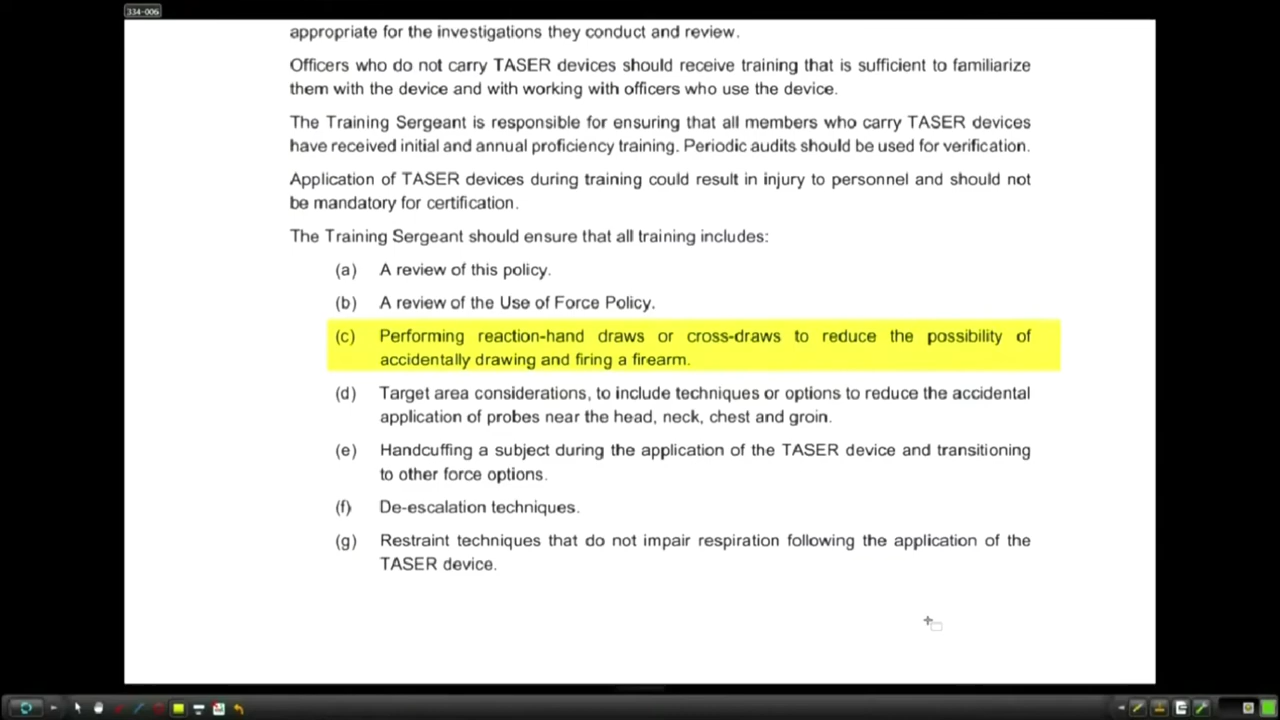 334-006
appropriate for the investigations they conduct and review.
Officers who do not carry TASER devices should receive training that is sufficient to familiarize
them with the device and with working with officers who use the device.
The Training Sergeant is responsible for ensuring that all members who carry TASER devices
have received initial and annual proficiency training. Periodic audits should be used for verification.
Application of TASER devices during training could result in injury to personnel and should not
be mandatory for certification.
The Training Sergeant should ensure that all training includes:
(a) A review of this policy.
(b) A review of the Use of Force Policy.
(c) Performing reaction-hand draws or cross-draws to reduce the possibility of
accidentally drawing and firing a firearm.
(d) Target area considerations, to include techniques or options to reduce the accidental
application of probes near the head, neck, chest and groin.
(e) Handcuffing a subject during the application of the TASER device and transitioning
to other force options.
(f) De-escalation techniques.
(g) Restraint techniques that do not impair respiration following the application of the
TASER device.